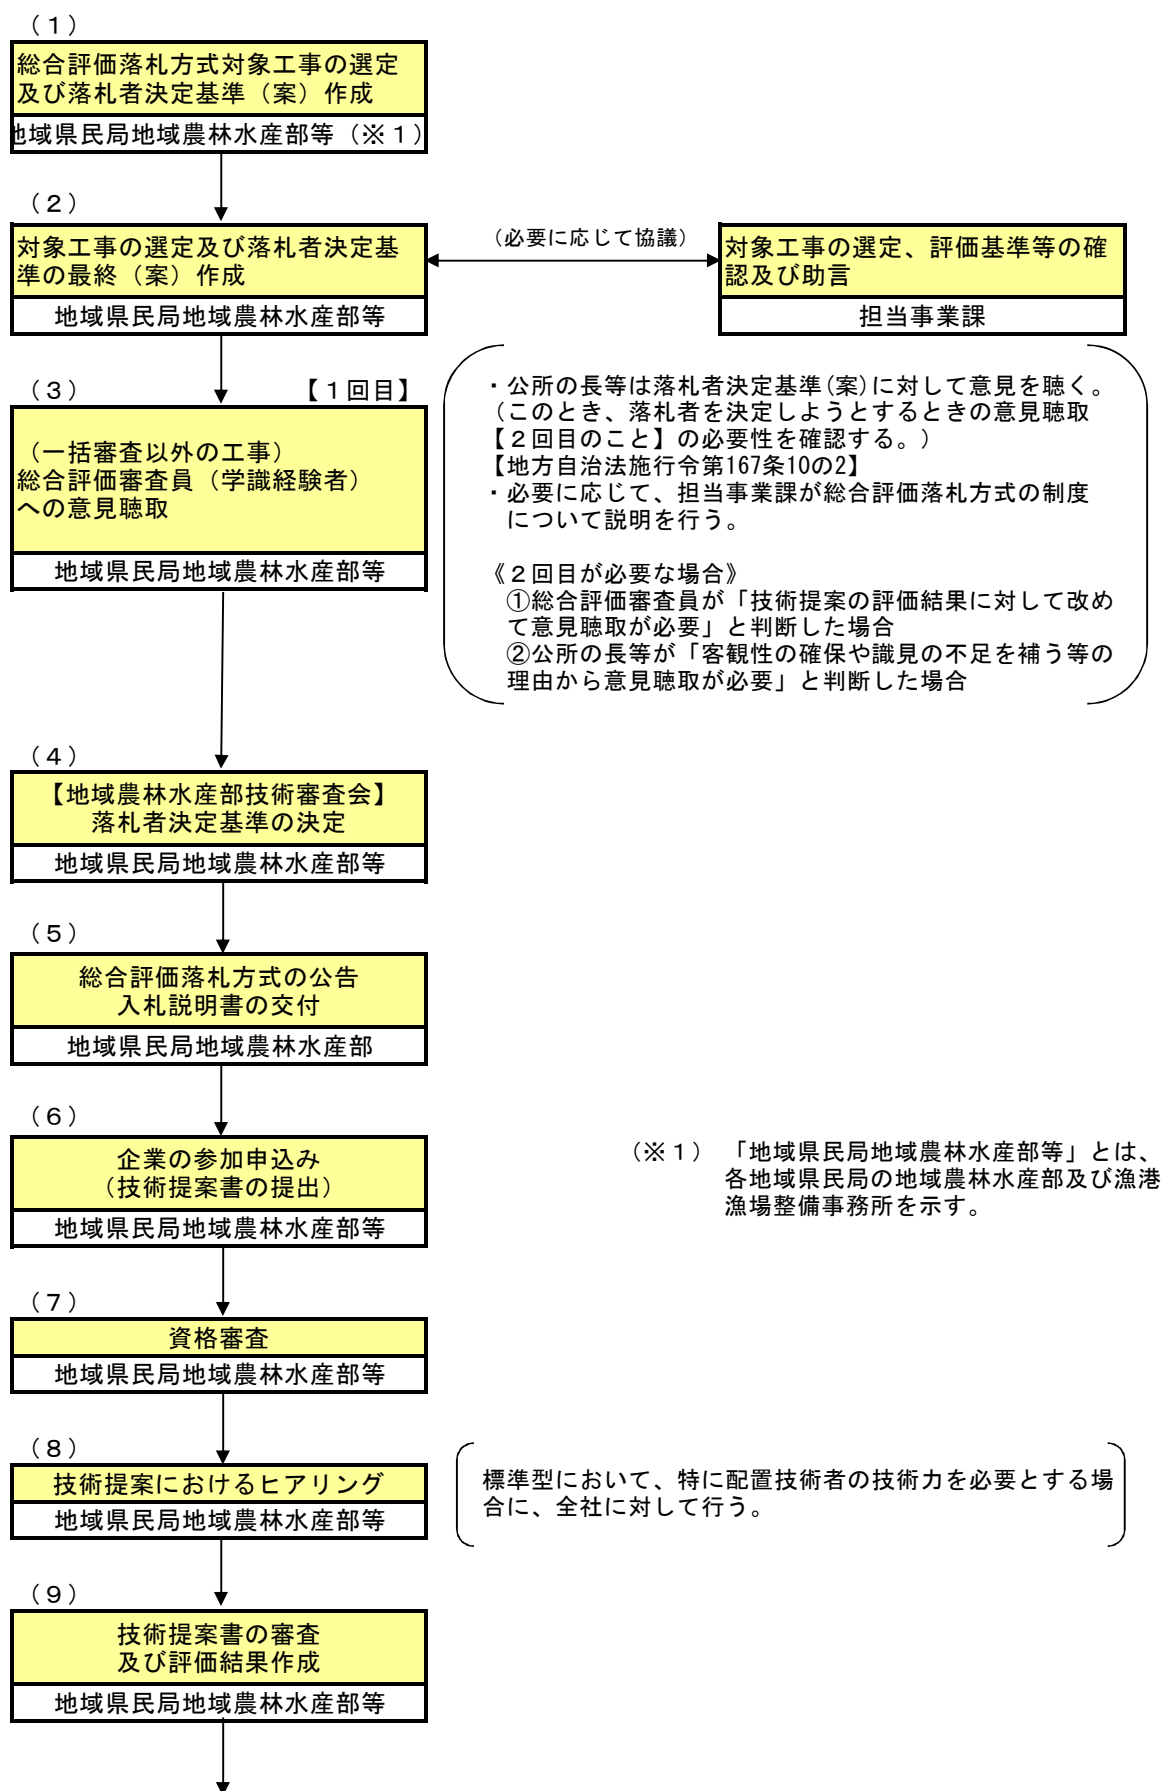 （１）
総合評価落札方式対象工事の選定
及び落札者決定基準（案）作成
地域県民局地域農林水産部等（※１）
（２）
対象工事の選定及び落札者決定基
準の最終（案）作成
地域県民局地域農林水産部等
（必要に応じて協議）
対象工事の選定、評価基準等の確
認及び助言
担当事業課
（３）
【１回目】
（一括審査以外の工事）
総合評価審査員（学識経験者）
への意見聴取
地域県民局地域農林水産部等
・公所の長等は落札者決定基準(案)に対して意見を聴く。
（このとき、落札者を決定しようとするときの意見聴取
【２回目のこと】の必要性を確認する。）
【地方自治法施行令第167条10の2】
・必要に応じて、担当事業課が総合評価落札方式の制度
について説明を行う。
《２回目が必要な場合》
①総合評価審査員が「技術提案の評価結果に対して改め
て意見聴取が必要」と判断した場合
②公所の長等が「客観性の確保や識見の不足を補う等の
理由から意見聴取が必要」と判断した場合
（４）
【地域農林水産部技術審査会】
落札者決定基準の決定
地域県民局地域農林水産部等
（５）
総合評価落札方式の公告
入札説明書の交付
地域県民局地域農林水産部
（６）
企業の参加申込み
（技術提案書の提出）
地域県民局地域農林水産部等
（※１）　「地域県民局地域農林水産部等」とは、
各地域県民局の地域農林水産部及び漁港
漁場整備事務所を示す。
（７）
資格審査
地域県民局地域農林水産部等
（８）
技術提案におけるヒアリング
地域県民局地域農林水産部等
標準型において、特に配置技術者の技術力を必要とする場
合に、全社に対して行う。
（９）
技術提案書の審査
及び評価結果作成
地域県民局地域農林水産部等